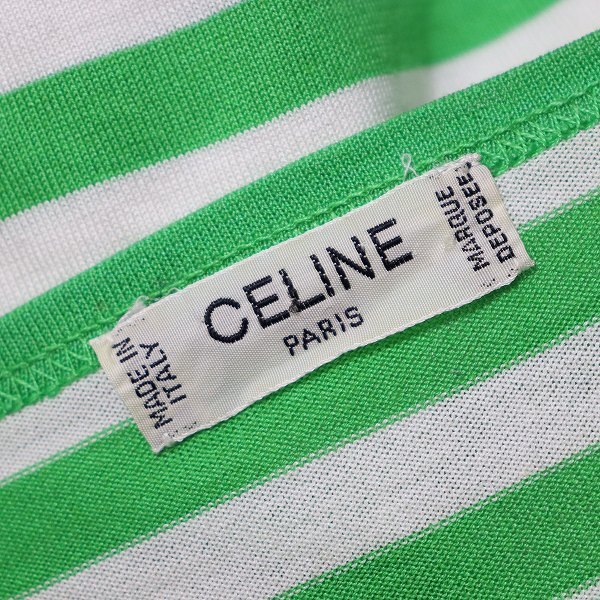 MADE IN
ITALY
CELINE
PARIS
MARQUE
DEPOSEE